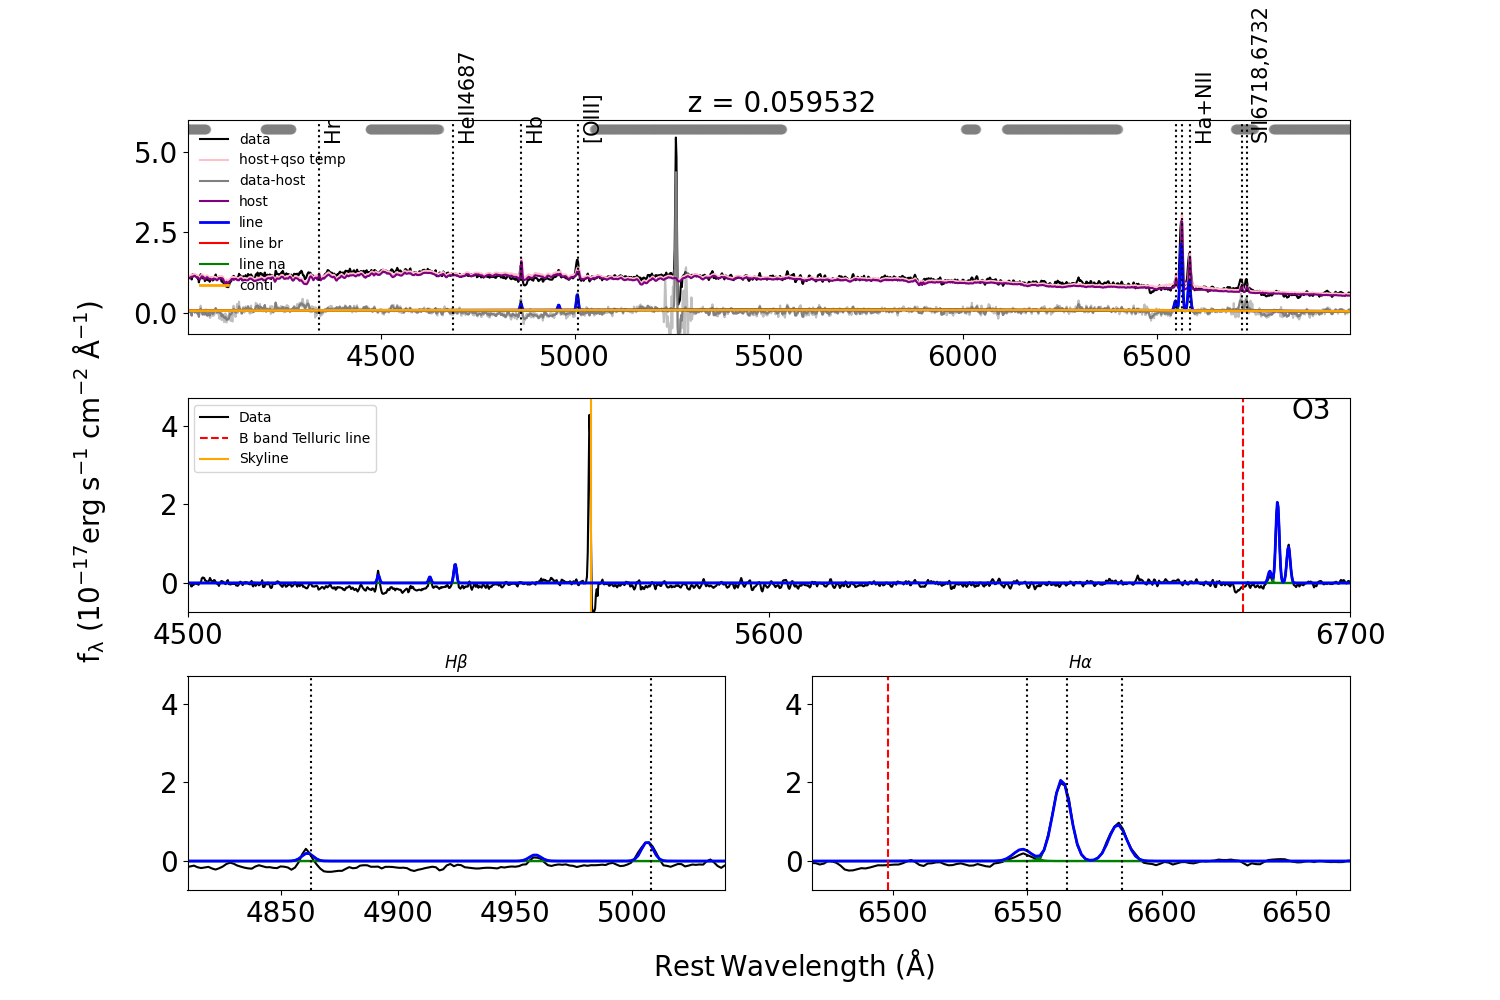 z = 0.059532
Hr
HeII4687
Hb
[OIII]
Ha+NII
SII6718,6732
data
host+qso temp
data-host
host
line
line br
line na
conti
5.0
2.5
0.0
4500
5000
5500
6000
6500
O3
Data
B band Telluric line
Skyline
4
2
0
4500
5600
6700
fλ (10⁻¹⁷erg s⁻¹ cm⁻² Å⁻¹)
Hβ
4
2
0
4850
4900
4950
5000
Hα
4
2
0
6500
6550
6600
6650
Rest Wavelength (Å)